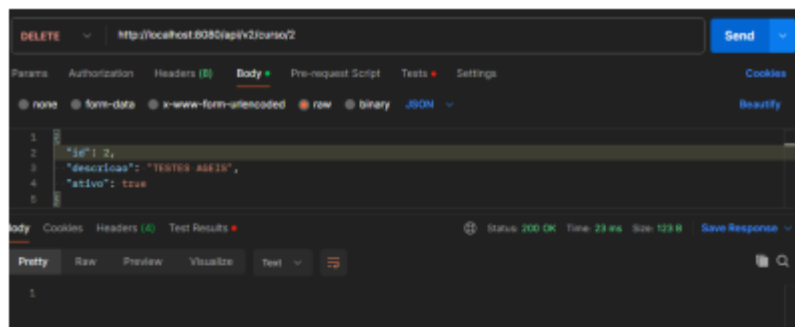 DELETE http://localhost:8080/api/v2/curso/2 Send
Params Authorization Headers (8) Body Pre-request Script Tests Settings Cookies
none form-data x-www-form-urlencoded raw binary JSON Beautify
1 {
2 "id": 2,
3 "descricao": "TESTES AGEIS",
4 "ativo": true
5 }
Body Cookies Headers (4) Test Results Status: 200 OK Time: 23 ms Size: 123 B Save Response
Pretty Raw Preview Visualize Text
1